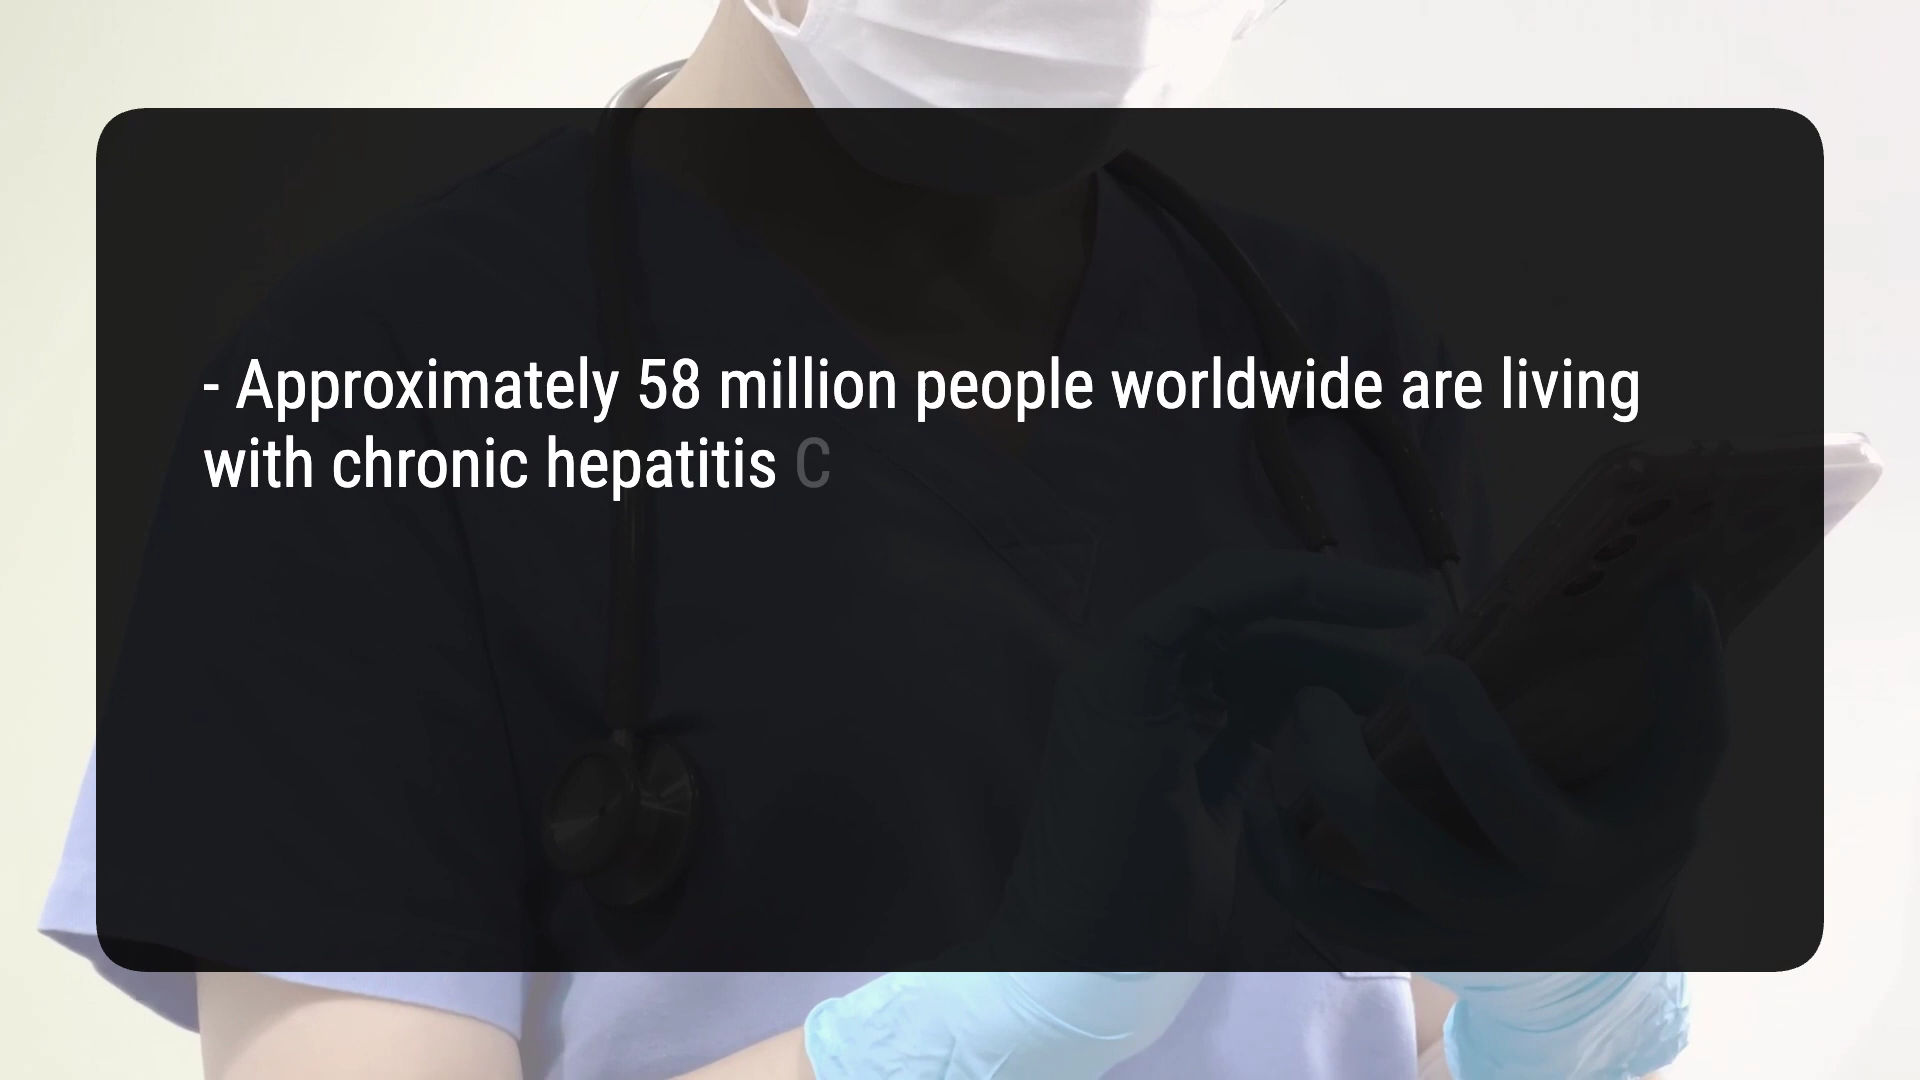 - Approximately 58 million people worldwide are living
with chronic hepatitis C